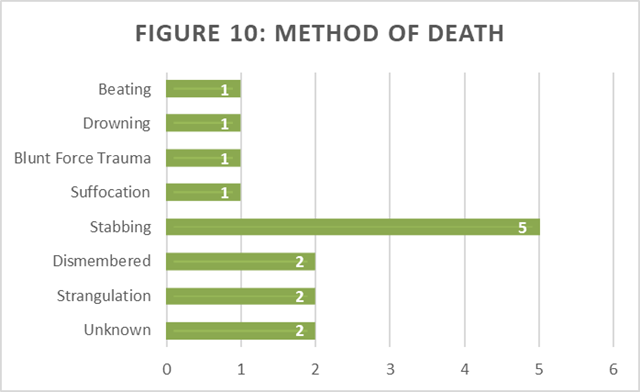 FIGURE 10: METHOD OF DEATH
Beating 1
Drowning 1
Blunt Force Trauma 1
Suffocation 1
Stabbing 5
Dismembered 2
Strangulation 2
Unknown 2
0 1 2 3 4 5 6